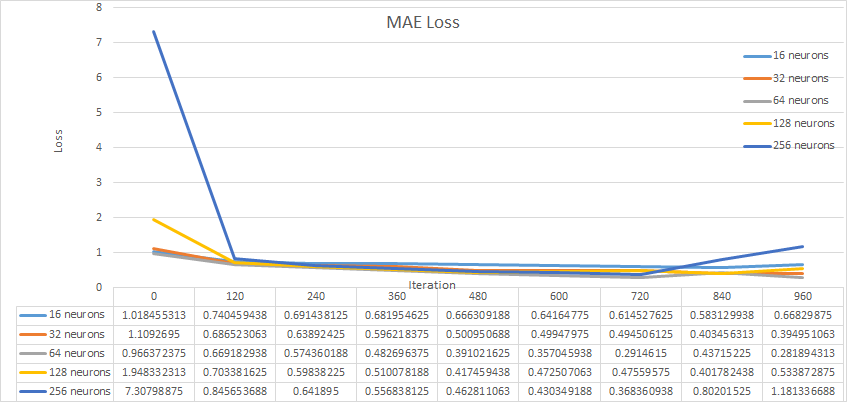 MAE Loss
8
7
6
5
4
3
2
1
0
Loss
16 neurons
32 neurons
64 neurons
128 neurons
256 neurons
Iteration
0 120 240 360 480 600 720 840 960
16 neurons 1.018455313 0.740459438 0.691438125 0.681954625 0.666309188 0.64164775 0.614527625 0.583129938 0.66829875
32 neurons 1.1092695 0.686523063 0.63892425 0.596218375 0.500950688 0.49947975 0.494506125 0.403456313 0.394951063
64 neurons 0.966372375 0.669182938 0.574360188 0.482696375 0.391021625 0.357045938 0.2914615 0.43715225 0.281894313
128 neurons 1.948332313 0.703381625 0.59838225 0.510078188 0.417459438 0.472507063 0.47559575 0.401782438 0.533872875
256 neurons 7.30798875 0.845653688 0.641895 0.556838125 0.462811063 0.430349188 0.368360938 0.80201525 1.181336688